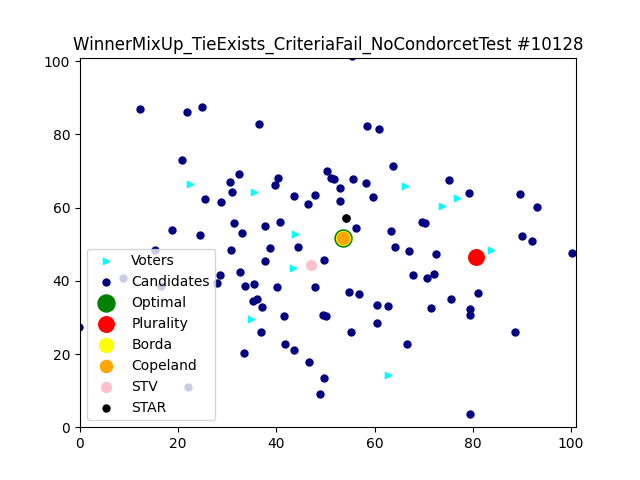 WinnerMixUp_TieExists_CriteriaFail_NoCondorcetTest #10128
100
80
60
40
20
0
0
20
40
60
80
100
Voters
Candidates
Optimal
Plurality
Borda
Copeland
STV
STAR